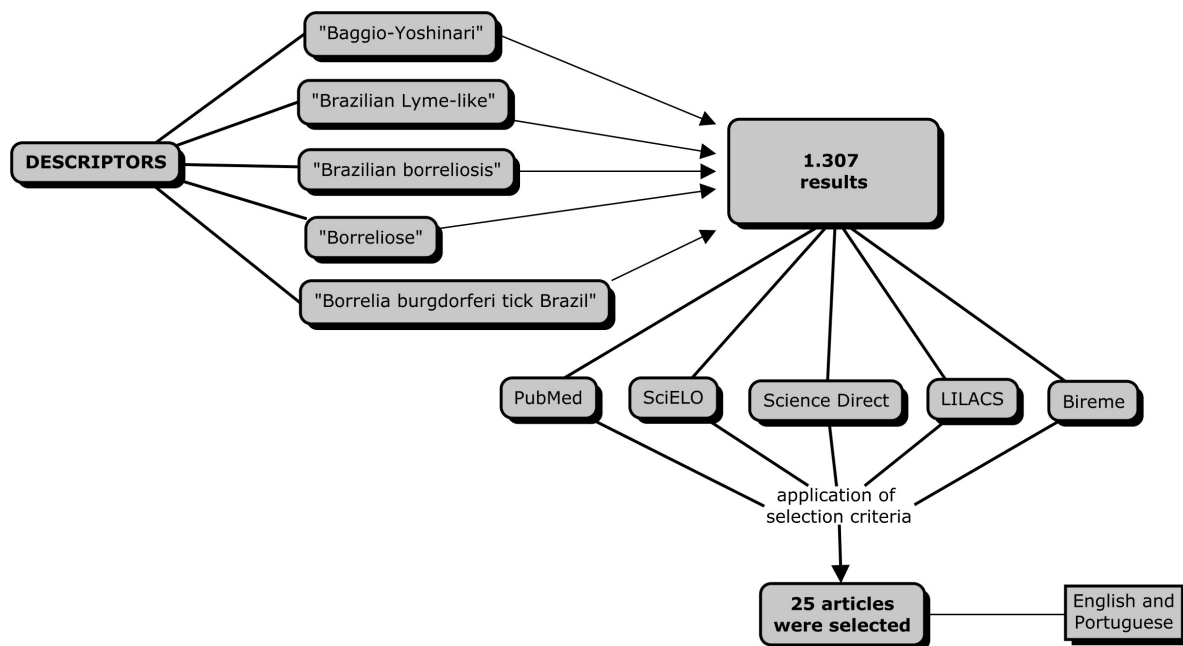 "Baggio-Yoshinari"
"Brazilian Lyme-like"
DESCRIPTORS
"Brazilian borreliosis"
"Borreliose"
"Borrelia burgdorferi tick Brazil"
1.307
results
PubMed
SciELO
Science Direct
LILACS
Bireme
application of
selection criteria
25 articles
were selected
English and
Portuguese